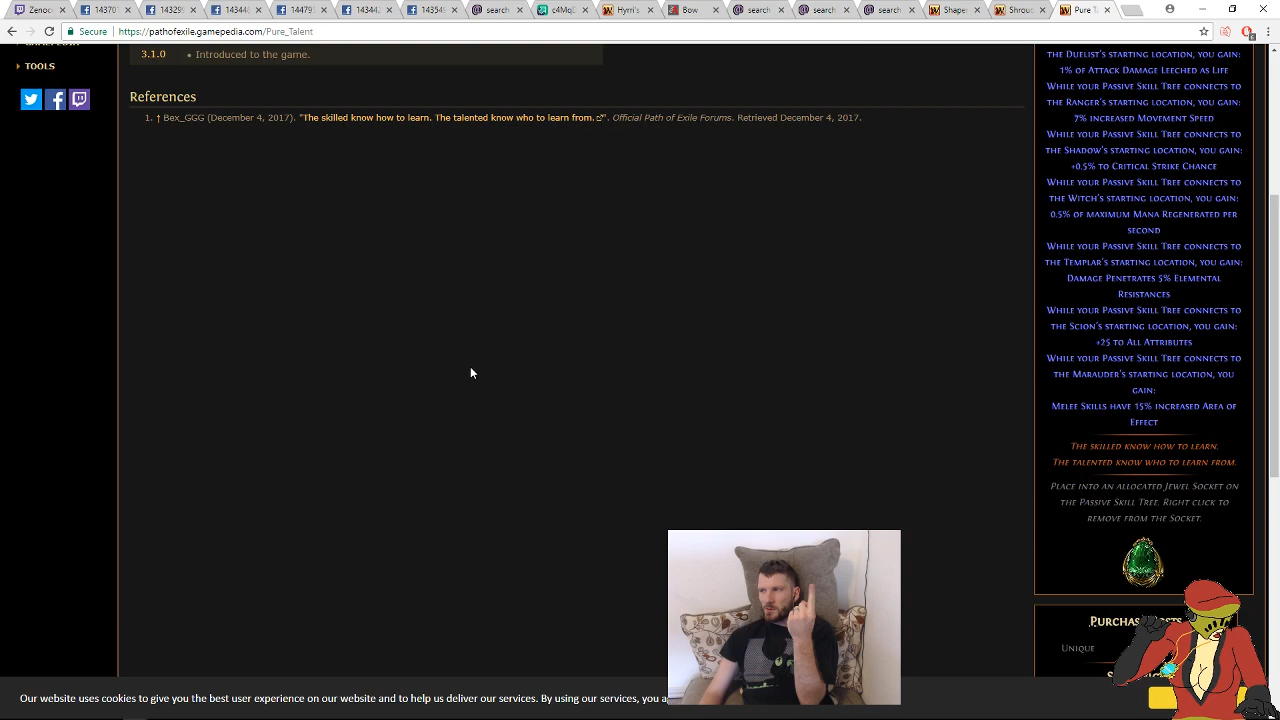 Zenoo
14370
14329
14437
14479
14344
14354
search
c4MqD
Hyrri's
Bow
search
search
search
Shape
Shrou
Pure T
Secure
https://pathofexile.gamepedia.com/Pure_Talent
TOOLS
3.1.0 • Introduced to the game.
References
1. ↑ Bex_GGG (December 4, 2017). "The skilled know how to learn. The talented know who to learn from. ". Official Path of Exile Forums. Retrieved December 4, 2017.
the Duelist's starting location, you gain:
1% of Attack Damage Leeched as Life
While your Passive Skill Tree connects to
the Ranger's starting location, you gain:
7% increased Movement Speed
While your Passive Skill Tree connects to
the Shadow's starting location, you gain:
+0.5% to Critical Strike Chance
While your Passive Skill Tree connects to
the Witch's starting location, you gain:
0.5% of maximum Mana Regenerated per
second
While your Passive Skill Tree connects to
the Templar's starting location, you gain:
Damage Penetrates 5% Elemental
Resistances
While your Passive Skill Tree connects to
the Scion's starting location, you gain:
+25 to All Attributes
While your Passive Skill Tree connects to
the Marauder's starting location, you
gain:
Melee Skills have 15% increased Area of
Effect
The skilled know how to learn.
The talented know who to learn from.
Place into an allocated Jewel Socket on
the Passive Skill Tree. Right click to
remove from the Socket.
Unique
Our website uses cookies to give you the best user experience on our website and to help us deliver our services. By using our services, you a